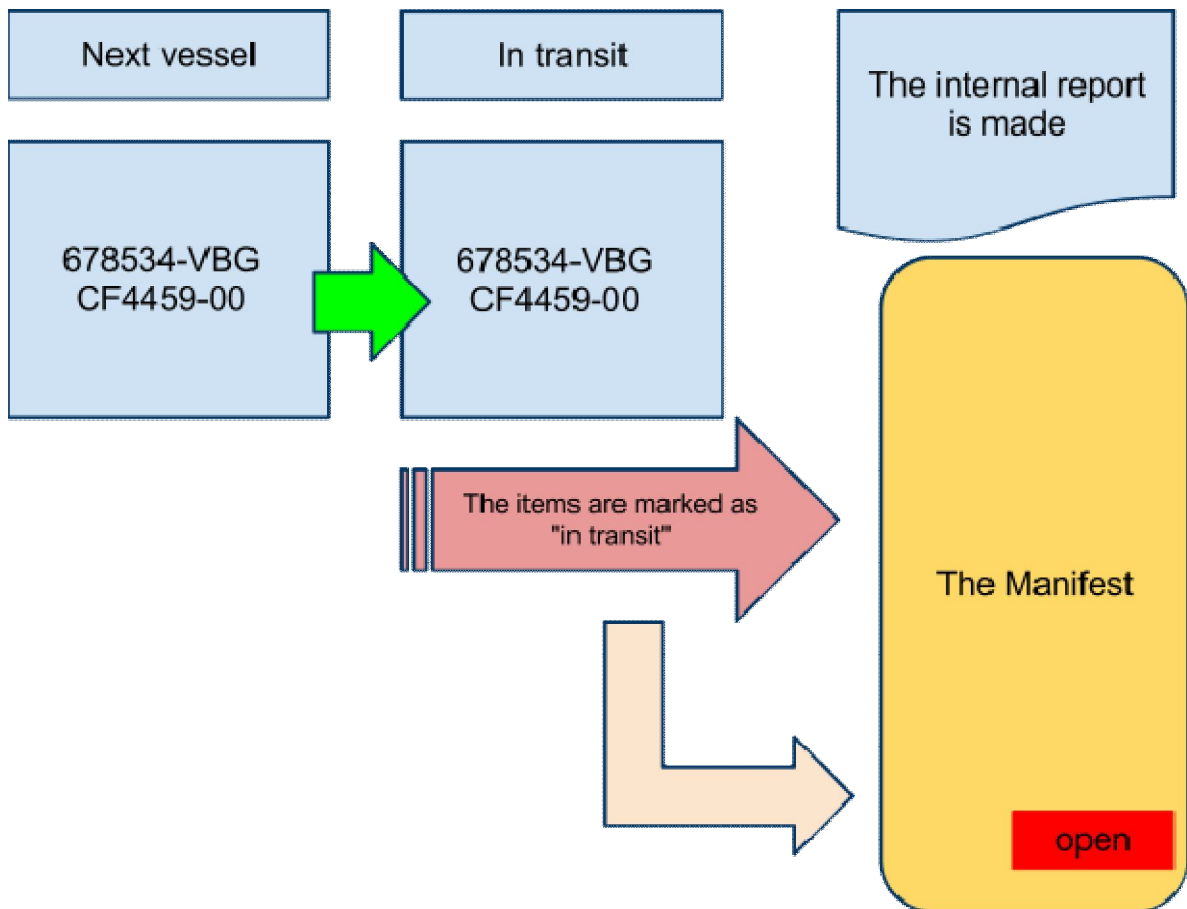 Next vessel
In transit
The internal report
is made
678534-VBG
CF4459-00
678534-VBG
CF4459-00
The items are marked as
"in transit"
The Manifest
open